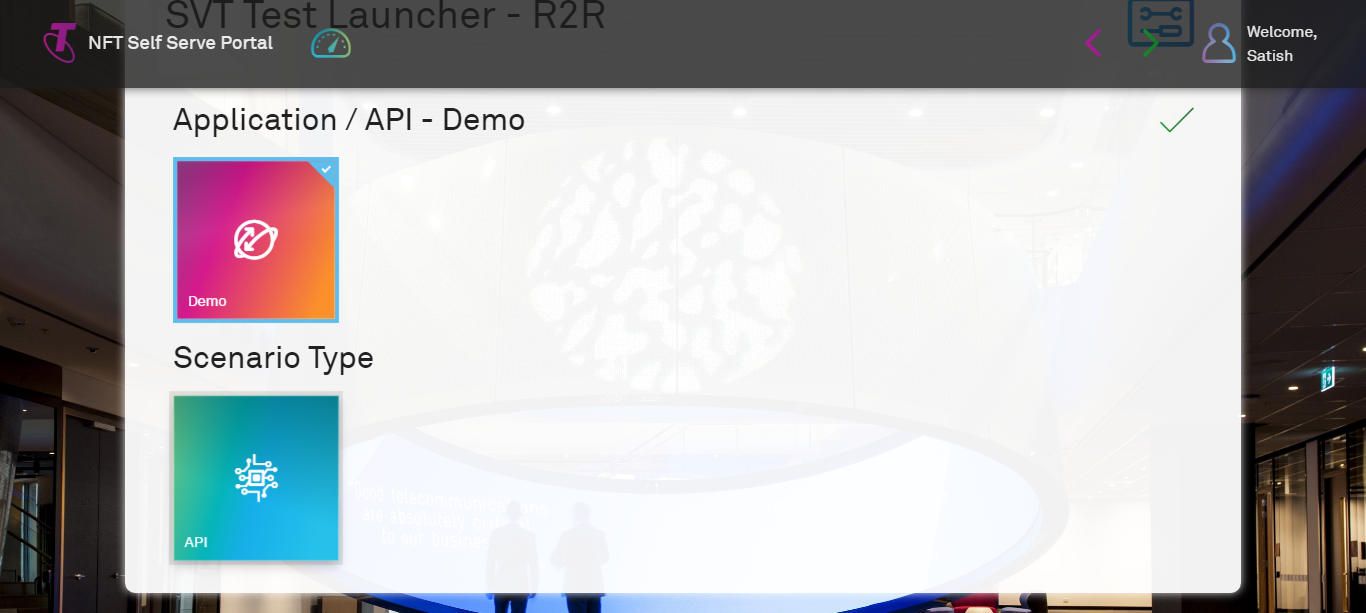 SVT Test Launcher - R2R
NFT Self Serve Portal
Welcome,
Satish
Application / API - Demo
Demo
Scenario Type
API
Good telecommunications
are absolutely
to our business